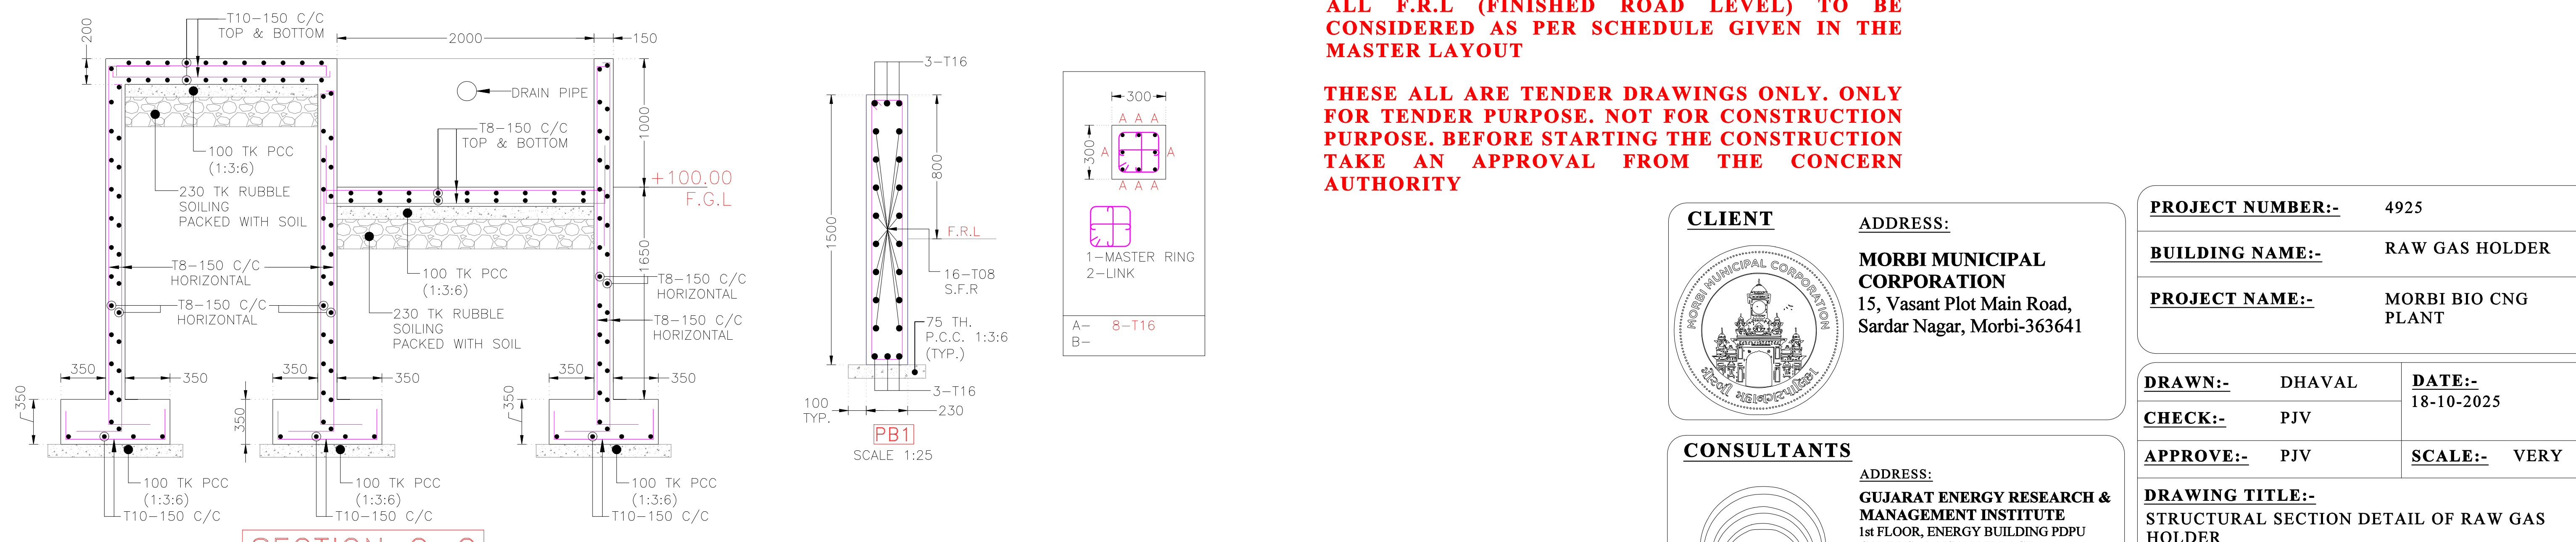 T10-150 C/C
TOP & BOTTOM
200
2000
150
DRAIN PIPE
1000
T8-150 C/C
TOP & BOTTOM
100 TK PCC
(1:3:6)
230 TK RUBBLE
SOILING
PACKED WITH SOIL
+100.00
F.G.L
1650
T8-150 C/C
HORIZONTAL
T8-150 C/C
HORIZONTAL
100 TK PCC
(1:3:6)
230 TK RUBBLE
SOILING
PACKED WITH SOIL
T8-150 C/C
HORIZONTAL
T8-150 C/C
HORIZONTAL
350
350
350
350
350
350
350
350
350
100 TK PCC
(1:3:6)
T10-150 C/C
100 TK PCC
(1:3:6)
T10-150 C/C
100 TK PCC
(1:3:6)
T10-150 C/C
3-T16
1500
800
F.R.L
16-T08
S.F.R
75 TH.
P.C.C. 1:3:6
(TYP.)
3-T16
100
TYP.
230
PB1
SCALE 1:25
300
A A A
300
A
A
A A A
1-MASTER RING
2-LINK
A- 8-T16
B-
ALL F.R.L (FINISHED ROAD LEVEL) TO BE
CONSIDERED AS PER SCHEDULE GIVEN IN THE
MASTER LAYOUT
THESE ALL ARE TENDER DRAWINGS ONLY. ONLY
FOR TENDER PURPOSE. NOT FOR CONSTRUCTION
PURPOSE. BEFORE STARTING THE CONSTRUCTION
TAKE AN APPROVAL FROM THE CONCERN
AUTHORITY
CLIENT
MORBI MUNICIPAL CORPORATION
ADDRESS:
MORBI MUNICIPAL
CORPORATION
15, Vasant Plot Main Road,
Sardar Nagar, Morbi-363641
CONSULTANTS
ADDRESS:
GUJARAT ENERGY RESEARCH &
MANAGEMENT INSTITUTE
1st FLOOR, ENERGY BUILDING PDPU
PROJECT NUMBER:- 4925
BUILDING NAME:- RAW GAS HOLDER
PROJECT NAME:- MORBI BIO CNG
PLANT
DRAWN:- DHAVAL
DATE:-
18-10-2025
CHECK:- PJV
APPROVE:- PJV
SCALE:- VERY
DRAWING TITLE:-
STRUCTURAL SECTION DETAIL OF RAW GAS
HOLDER